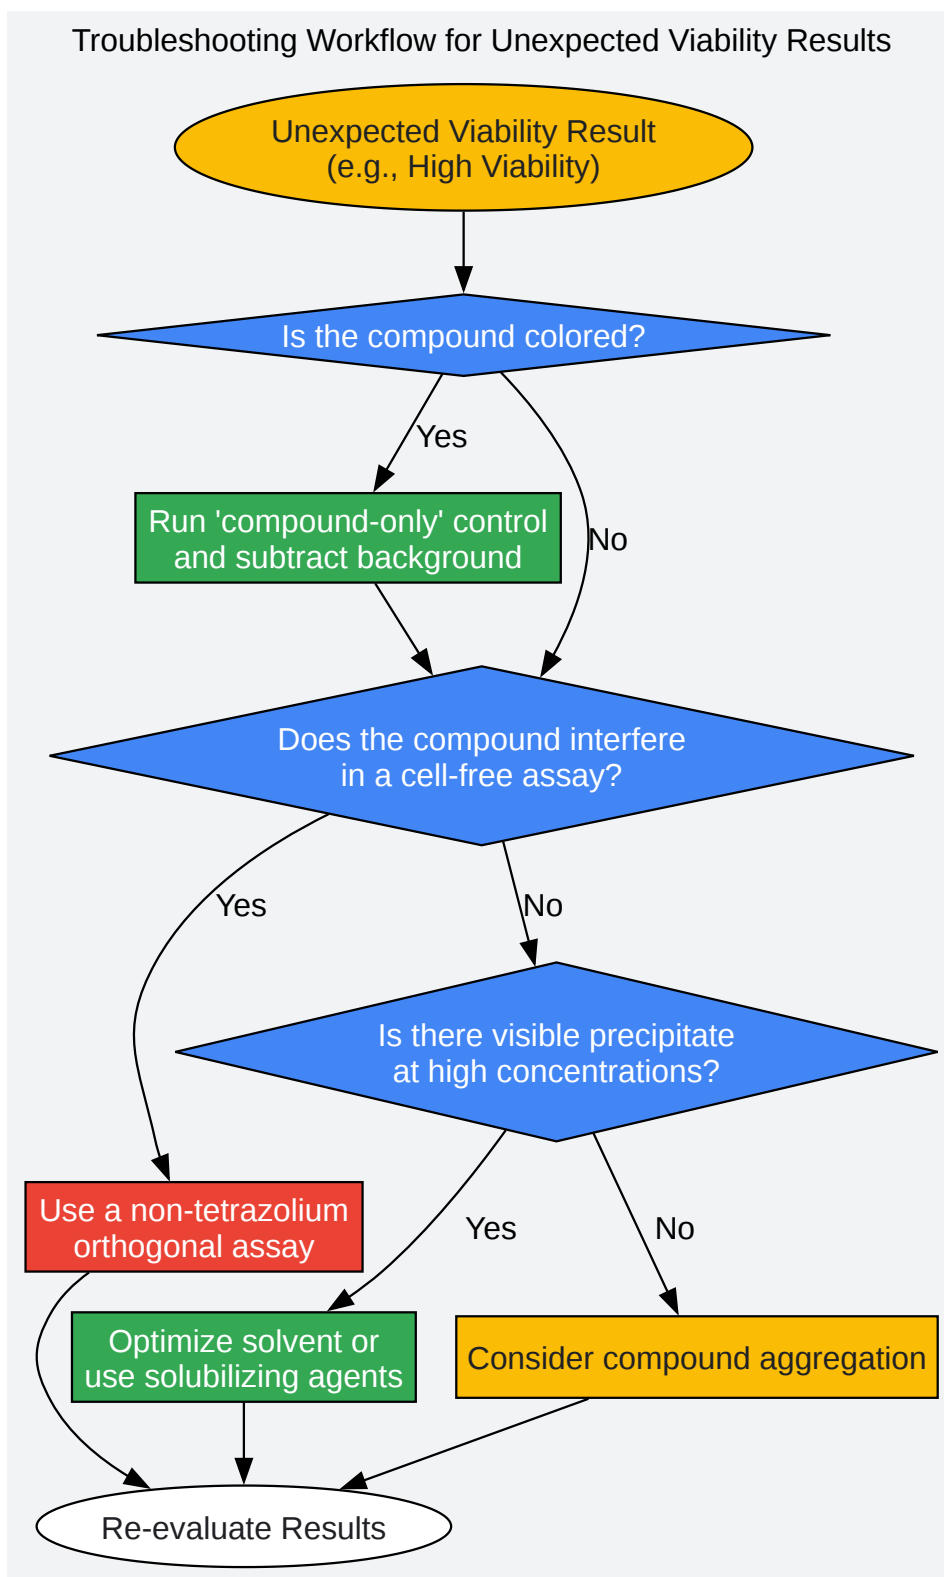 Troubleshooting Workflow for Unexpected Viability Results
Unexpected Viability Result
(e.g., High Viability)
Is the compound colored?
Yes
Run 'compound-only' control
and subtract background
No
Does the compound interfere
in a cell-free assay?
Yes
No
Is there visible precipitate
at high concentrations?
Use a non-tetrazolium
orthogonal assay
Yes
No
Optimize solvent or
use solubilizing agents
Consider compound aggregation
Re-evaluate Results